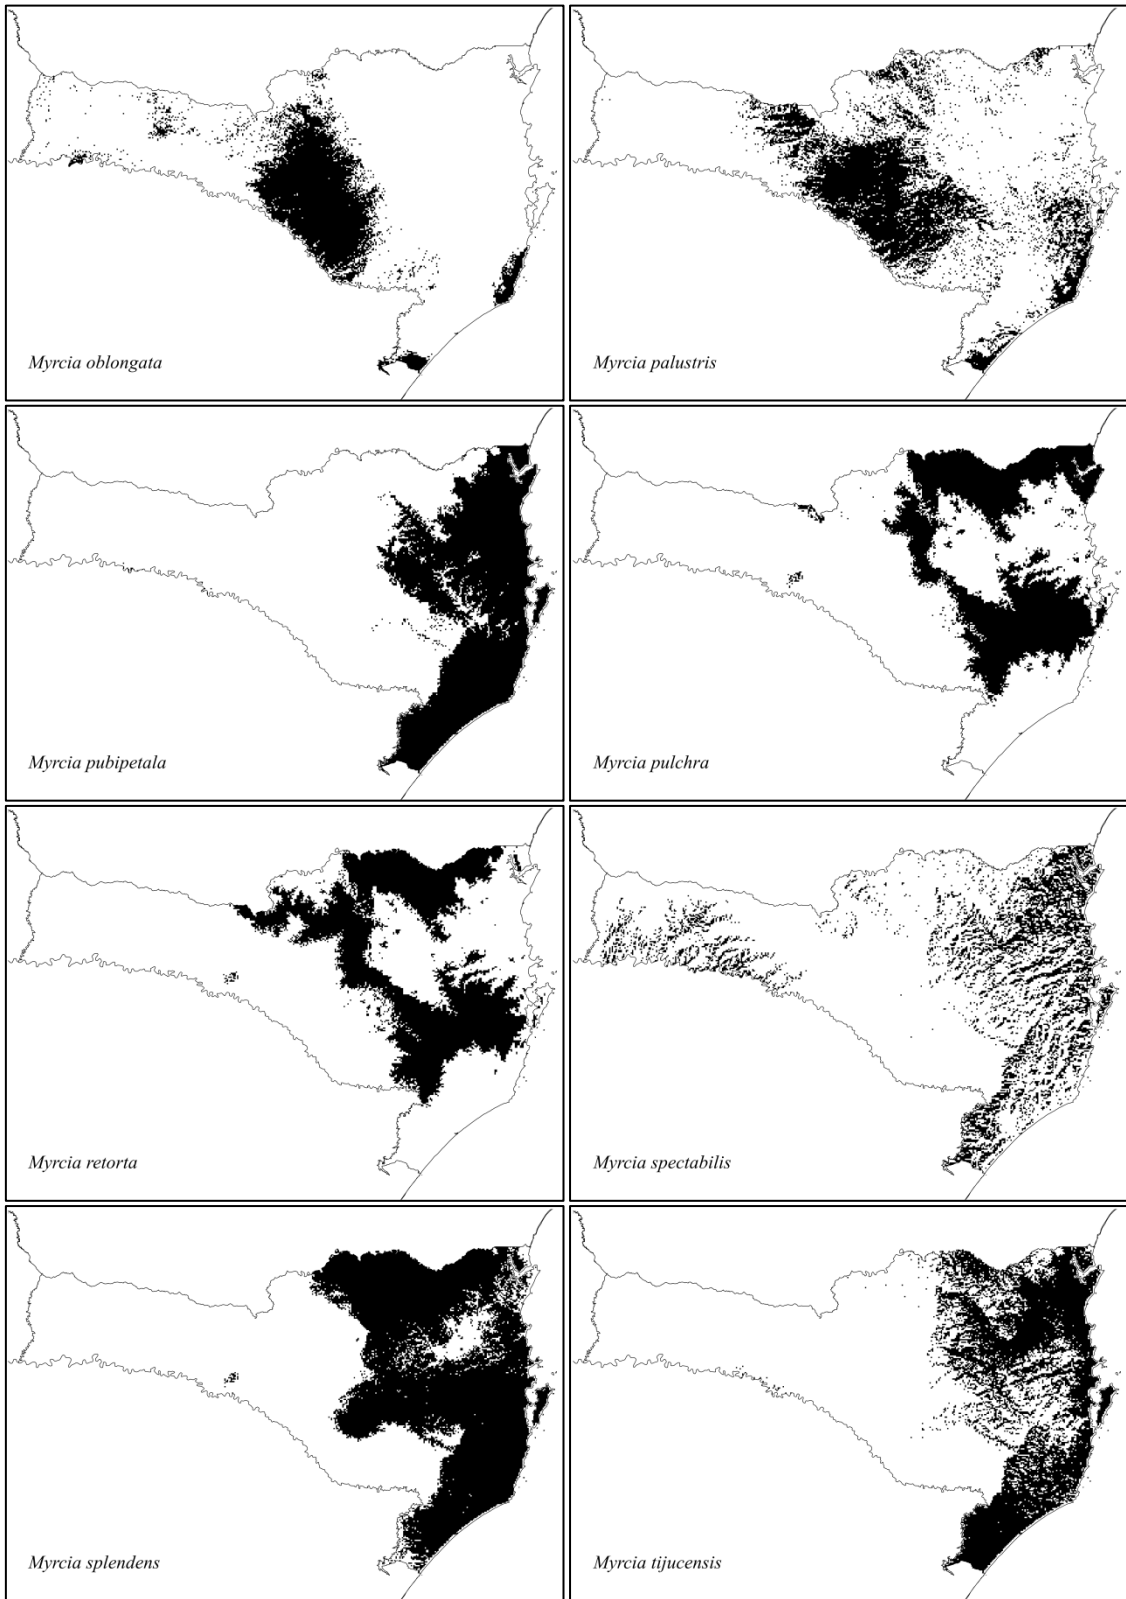 Myrcia oblongata
Myrcia palustris
Myrcia pubipetala
Myrcia pulchra
Myrcia retorta
Myrcia spectabilis
Myrcia splendens
Myrcia tijucensis